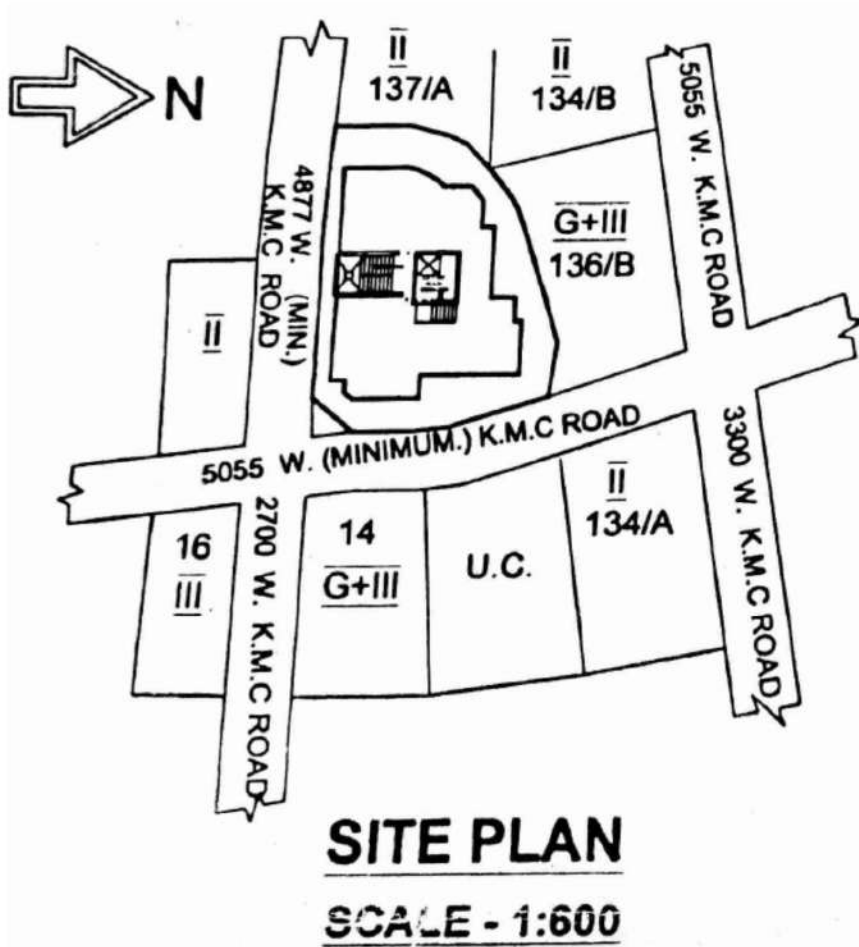 N
II
137/A
II
134/B
5055 W. K.M.C ROAD
4877 W. (MIN.)
K.M.C ROAD
G+III
136/B
II
5055 W. (MINIMUM.) K.M.C ROAD
3300 W. K.M.C ROAD
II
134/A
16
III
2700 W. K.M.C ROAD
14
G+III
U.C.
SITE PLAN
SCALE - 1:600